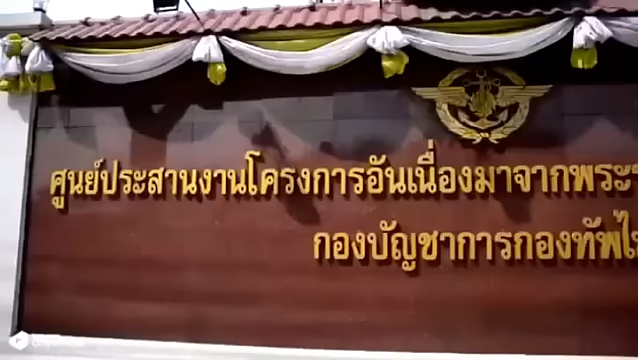 ศูนย์ประสานงานโครงการอันเนื่องมาจากพระ
กองบัญชาการกองทัพไ